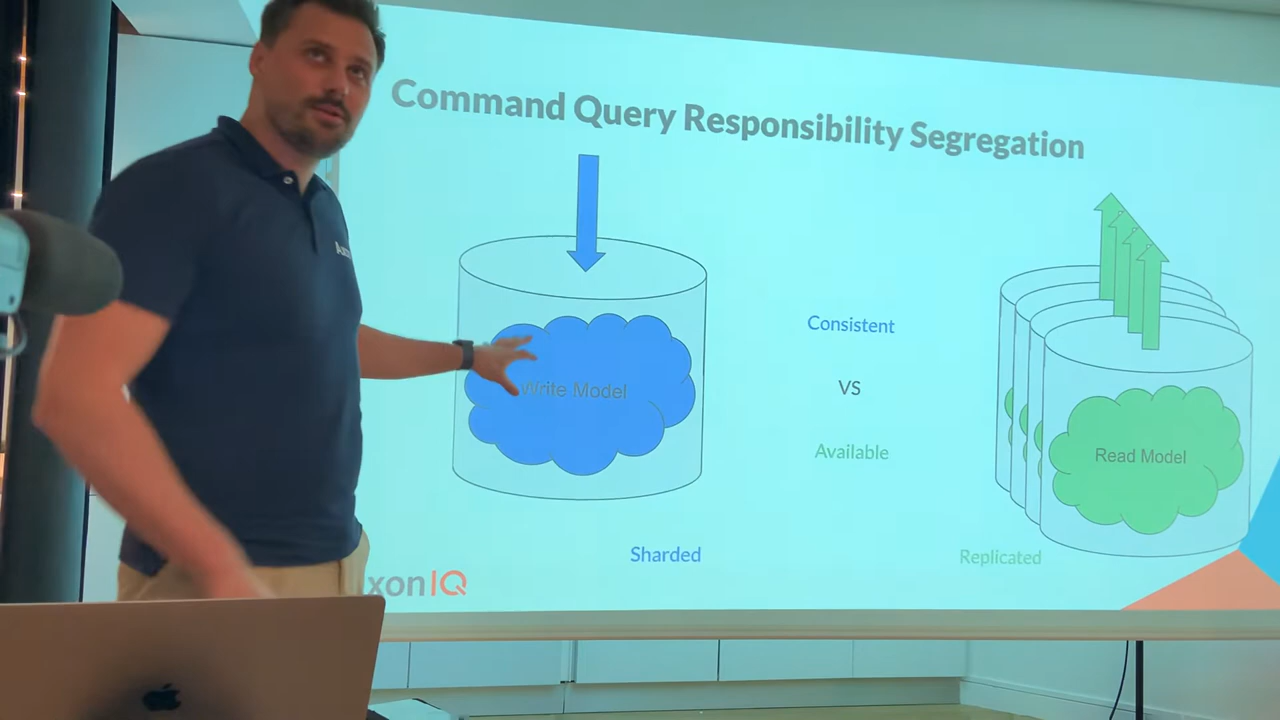 Command Query Responsibility Segregation
Write Model
Consistent
VS
Available
Read Model
Sharded
Replicated
xonIQ